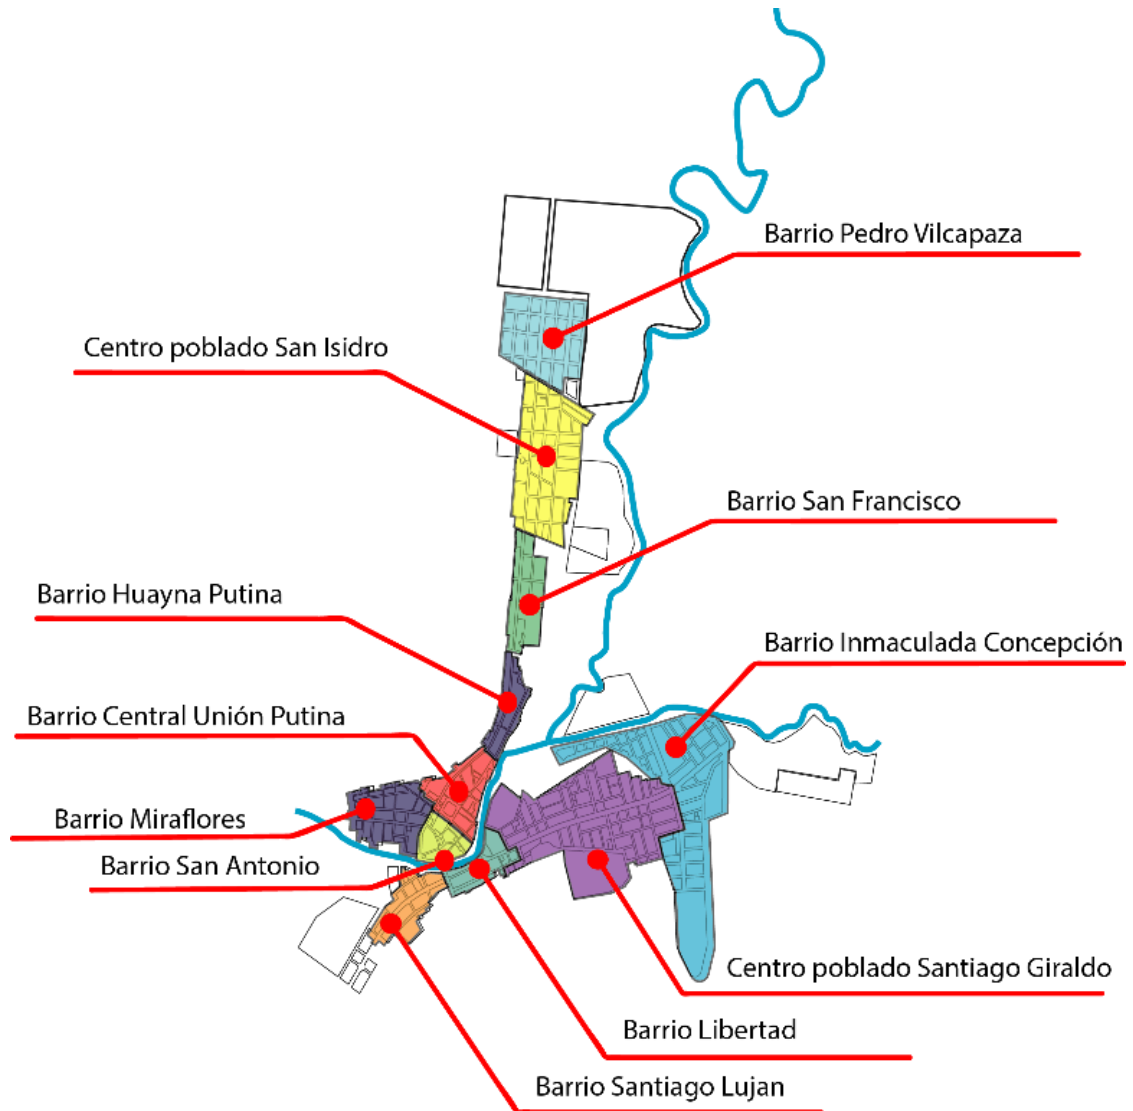 Barrio Pedro Vilcapaza
Centro poblado San Isidro
Barrio San Francisco
Barrio Huayna Putina
Barrio Inmaculada Concepción
Barrio Central Unión Putina
Barrio Miraflores
Barrio San Antonio
Centro poblado Santiago Giraldo
Barrio Libertad
Barrio Santiago Lujan